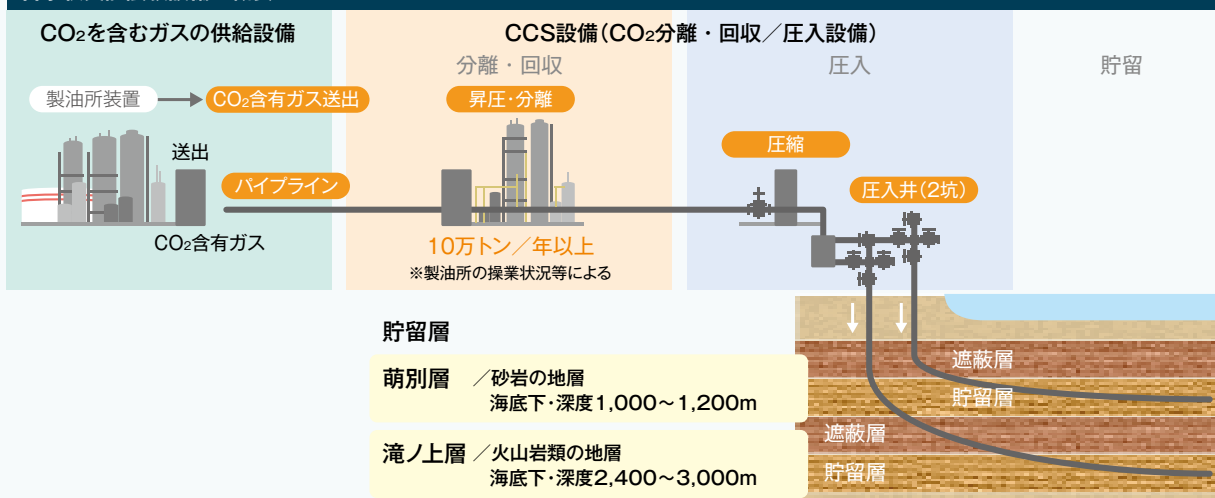 CO₂を含むガスの供給設備
CCS設備(CO₂分離・回収／圧入設備)
分離・回収
圧入
貯留
製油所装置
CO₂含有ガス送出
昇圧・分離
圧縮
送出
パイプライン
圧入井(2坑)
CO₂含有ガス
10万トン／年以上
※製油所の操業状況等による
貯留層
萌別層 ／砂岩の地層
海底下・深度1,000〜1,200m
滝ノ上層 ／火山岩類の地層
海底下・深度2,400〜3,000m
遮蔽層
貯留層
遮蔽層
貯留層